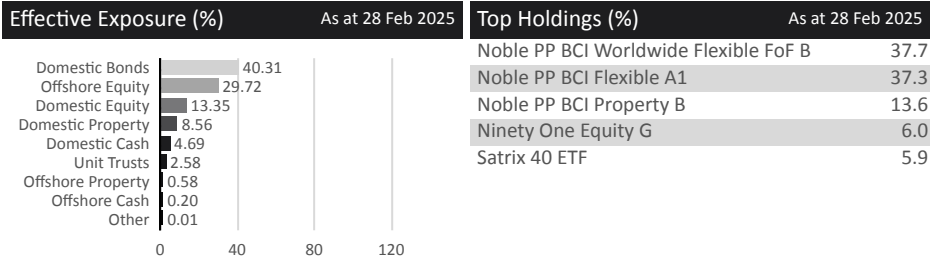 Effective Exposure (%) As at 28 Feb 2025
Domestic Bonds 40.31
Offshore Equity 29.72
Domestic Equity 13.35
Domestic Property 8.56
Domestic Cash 4.69
Unit Trusts 2.58
Offshore Property 0.58
Offshore Cash 0.20
Other 0.01
0 40 80 120
Top Holdings (%) As at 28 Feb 2025
Noble PP BCI Worldwide Flexible FoF B 37.7
Noble PP BCI Flexible A1 37.3
Noble PP BCI Property B 13.6
Ninety One Equity G 6.0
Satrix 40 ETF 5.9